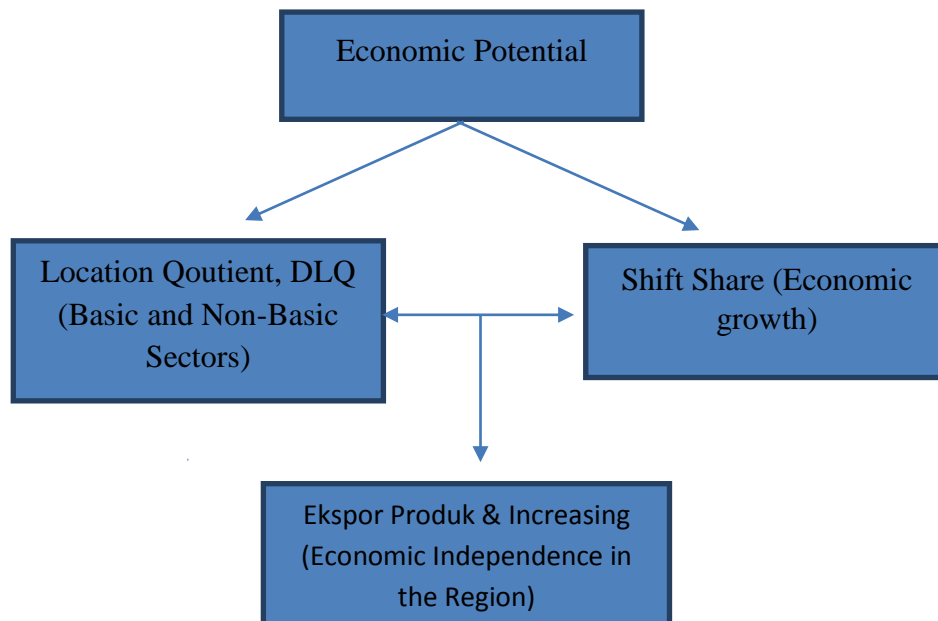 Economic Potential
Location Qoutient, DLQ
(Basic and Non-Basic
Sectors)
Shift Share (Economic
growth)
Ekspor Produk & Increasing
(Economic Independence in
the Region)